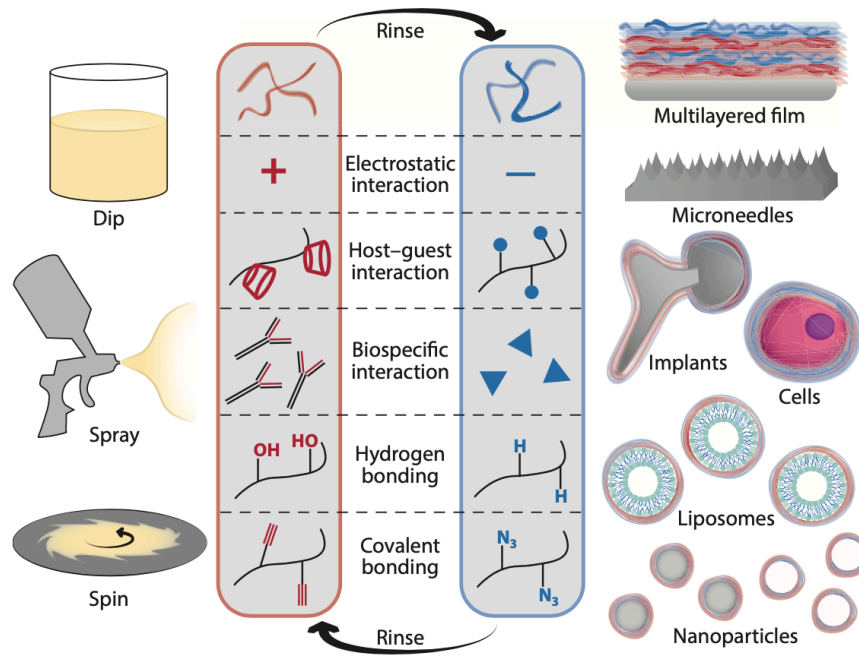 Rinse
Multilayered film
Dip
+
Electrostatic
interaction
−
Microneedles
Host–guest
interaction
Spray
Biospecific
interaction
Implants
Cells
OH
HO
Hydrogen
bonding
H
H
Liposomes
Spin
Covalent
bonding
N₃
N₃
Nanoparticles
Rinse